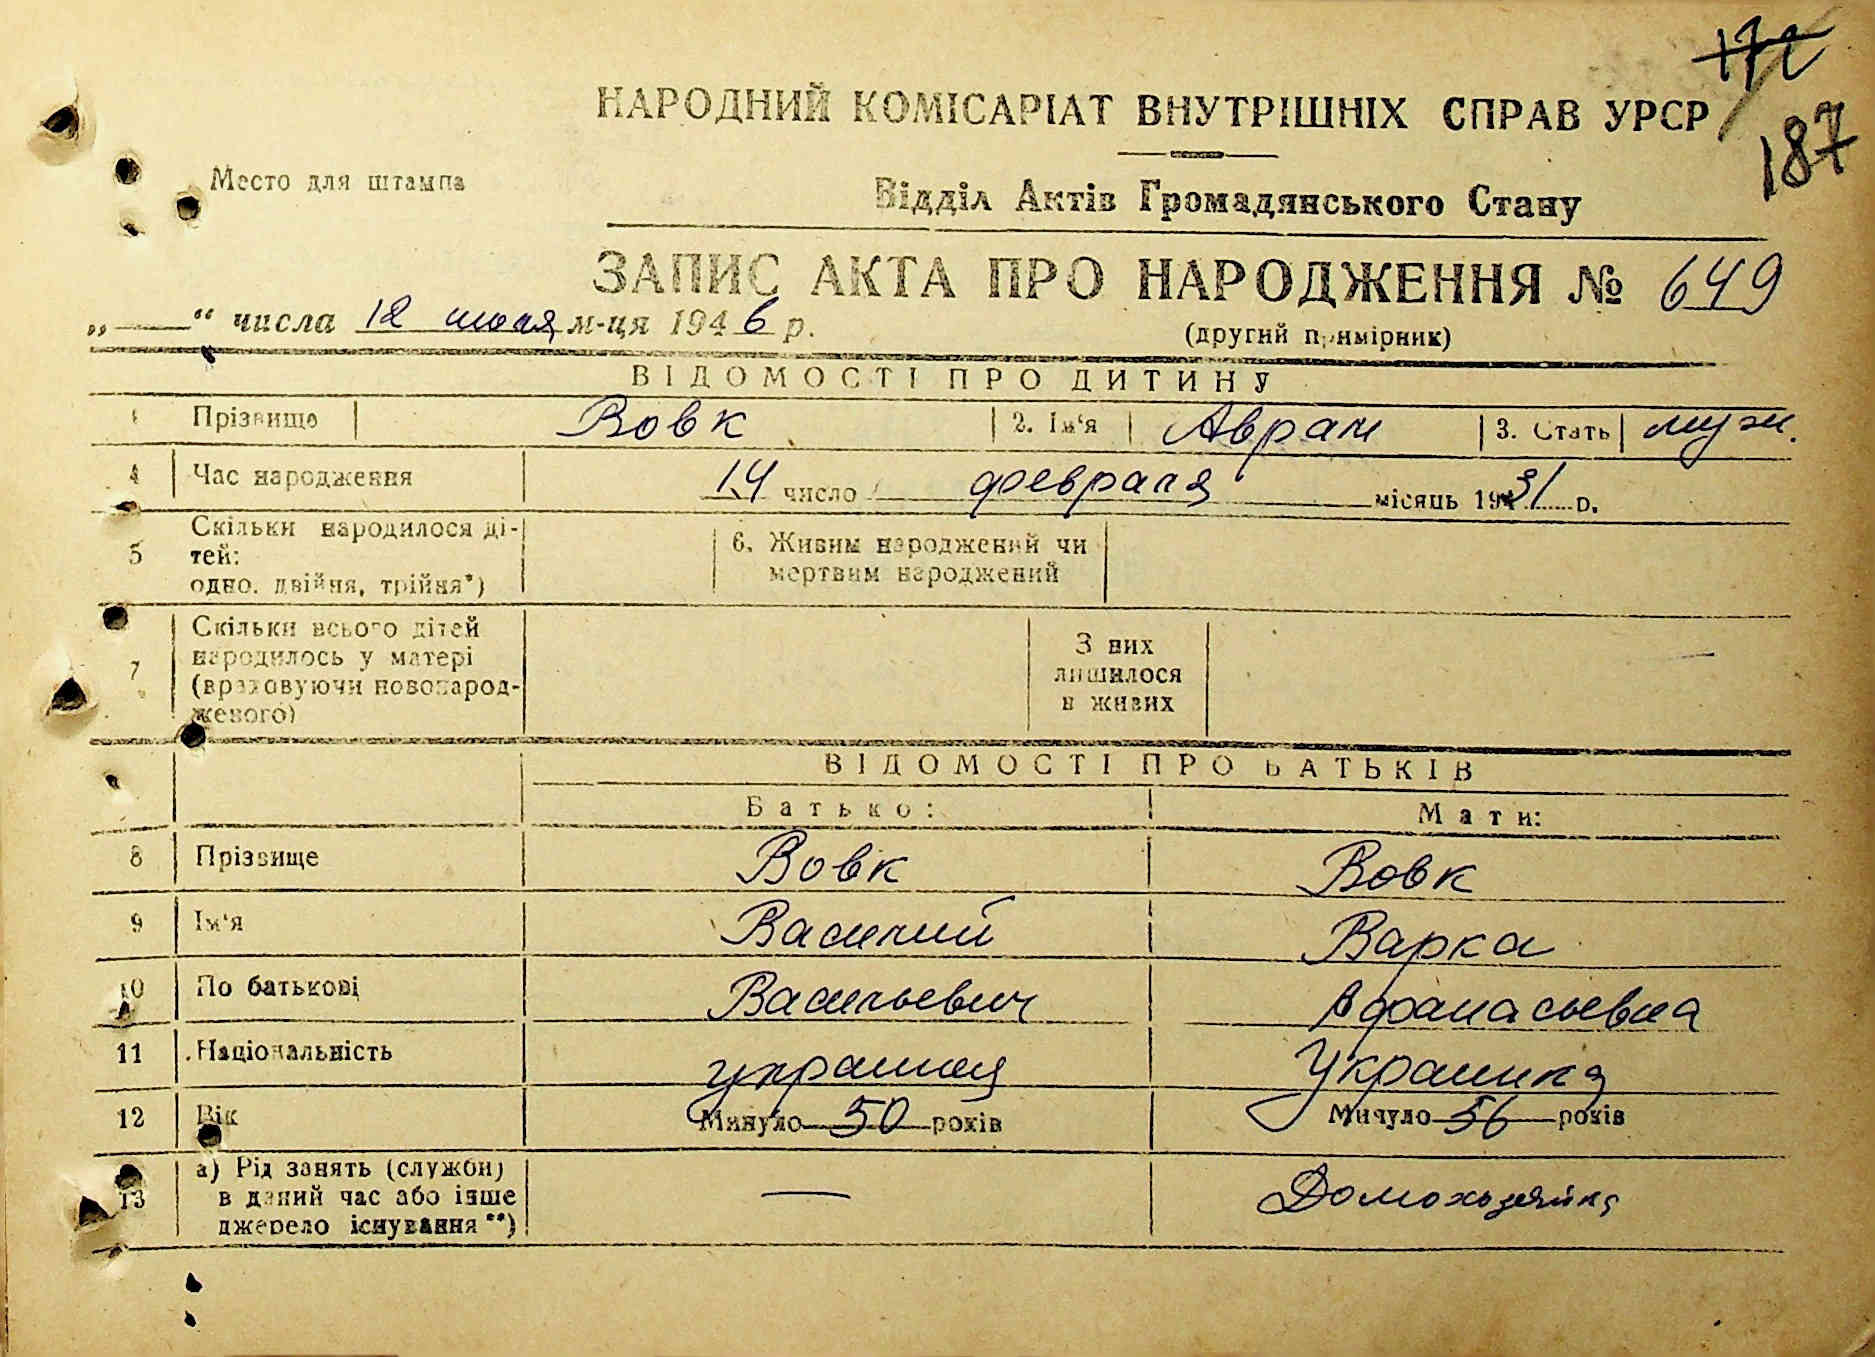 172
НАРОДНИЙ КОМІСАРІАТ ВНУТРІШНІХ СПРАВ УРСР
187
Место для штампа
Відділ Актів Громадянського Стану
ЗАПИС АКТА ПРО НАРОДЖЕННЯ № 649
„ — “ числа 12 июля м-ця 1946 р.
(другий примірник)
ВІДОМОСТІ ПРО ДИТИНУ
1 Прізвище Вовк 2. Ім'я Аврам 3. Стать муж.
4 Час народження 14 число февраля місяць 1931 р.
5 Скільки народилося ді-
тей:
одно, двійня, трійня*)
6. Живим народжений чи
мертвим народжений
7 Скільки всього дітей
народилось у матері
(враховуючи новонарод-
женого)
З них
лишилося
в живих
—
ВІДОМОСТІ ПРО БАТЬКІВ
Батько: Мати:
8 Прізвище Вовк Вовк
9 Ім'я Василий Варка
10 По батькові Васильевич Афанасьевна
11 Національність украинец Украинка
12 Вік Минуло 50 років Минуло 56 років
13 а) Рід занять (служби)
в даний час або інше
джерело існування**)
— Домохозяйка